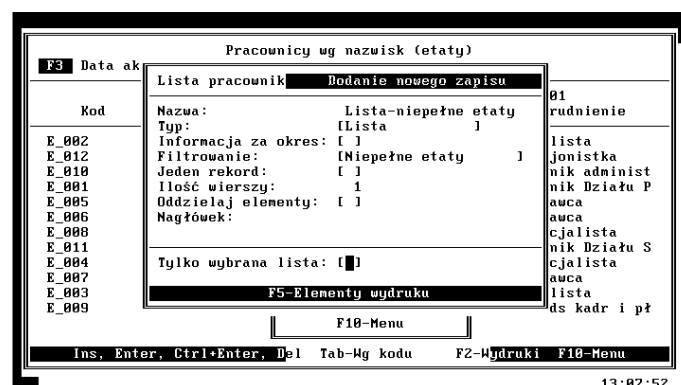 Pracownicy wg nazwisk (etaty)
F3 Data ak
Lista pracownik Dodanie nowego zapisu
01
Kod Nazwa: Lista-niepełne etaty rudnienie
Typ: [Lista ]
E_002 Informacja za okres: [ ] lista
E_012 Filtrowanie: [Niepełne etaty ] jonistka
E_010 Jeden rekord: [ ] nik administ
E_001 Ilość wierszy: 1 nik Działu P
E_005 Oddzielaj elementy: [ ] awca
E_006 Nagłówek: awca
E_008 cjalista
E_011 nik Działu S
E_004 Tylko wybrana lista: [ ] cjalista
E_007 awca
E_003 F5-Elementy wydruku lista
E_009 ds kadr i pł
F10-Menu
Ins, Enter, Ctrl+Enter, Del Tab-Wg kodu F2-Wydruki F10-Menu
13:07:52